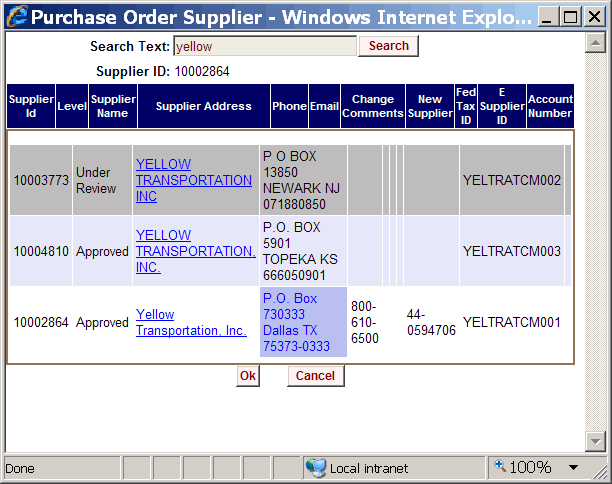 Purchase Order Supplier - Windows Internet Explo...
Search Text: yellow Search
Supplier ID: 10002864
Supplier Id Level Supplier Name Supplier Address Phone Email Change Comments New Supplier Fed Tax ID E Supplier ID Account Number
10003773 Under Review YELLOW TRANSPORTATION INC P O BOX 13850 NEWARK NJ 071880850 YELTRATCM002
10004810 Approved YELLOW TRANSPORTATION, INC. P.O. BOX 5901 TOPEKA KS 666050901 YELTRATCM003
10002864 Approved Yellow Transportation, Inc. P.O. Box 730333 Dallas TX 75373-0333 800-610-6500 44-0594706 YELTRATCM001
Ok Cancel
Done Local intranet 100%